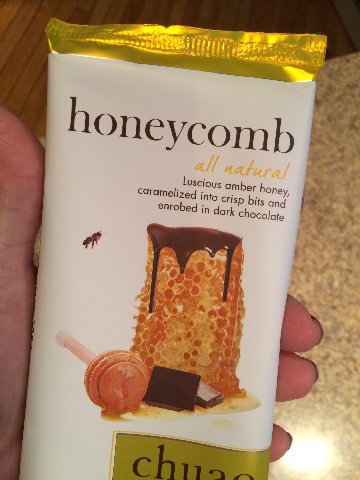 honeycomb
all natural
Luscious amber honey,
caramelized into crisp bits and
enrobed in dark chocolate
chuao